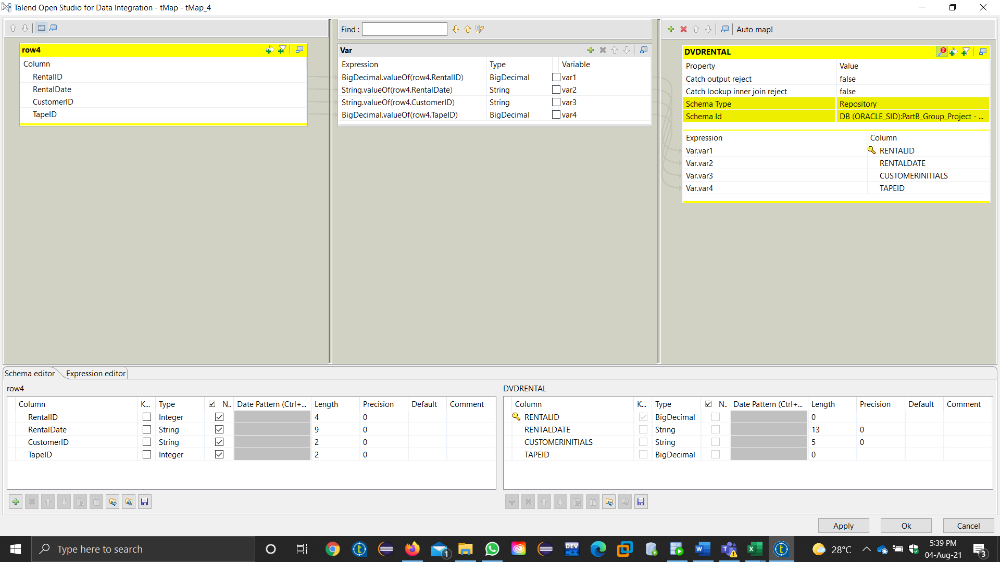 Talend Open Studio for Data Integration - tMap - tMap_4
Find :
Auto map!
row4
Column
RentalID
RentalDate
CustomerID
TapeID
Var
Expression Type Variable
BigDecimal.valueOf(row4.RentalID) BigDecimal var1
String.valueOf(row4.RentalDate) String var2
String.valueOf(row4.CustomerID) String var3
BigDecimal.valueOf(row4.TapeID) BigDecimal var4
DVDRENTAL 2
Property Value
Catch output reject false
Catch lookup inner join reject false
Schema Type Repository
Schema Id DB (ORACLE_SID):PartB_Group_Project - ...
Expression Column
Var.var1 RENTALID
Var.var2 RENTALDATE
Var.var3 CUSTOMERINITIALS
Var.var4 TAPEID
Schema editor Expression editor
row4
Column K... Type N.. Date Pattern (Ctrl+... Length Precision Default Comment
RentalID Integer 4 0
RentalDate String 9 0
CustomerID String 2 0
TapeID Integer 2 0
DVDRENTAL
Column K... Type N.. Date Pattern (Ctrl+... Length Precision Default Comment
RENTALID BigDecimal 0
RENTALDATE String 13 0
CUSTOMERINITIALS String 5 0
TAPEID BigDecimal 0
Apply Ok Cancel
Type here to search
1
DEV
C++
28°C
5:39 PM
04-Aug-21
3